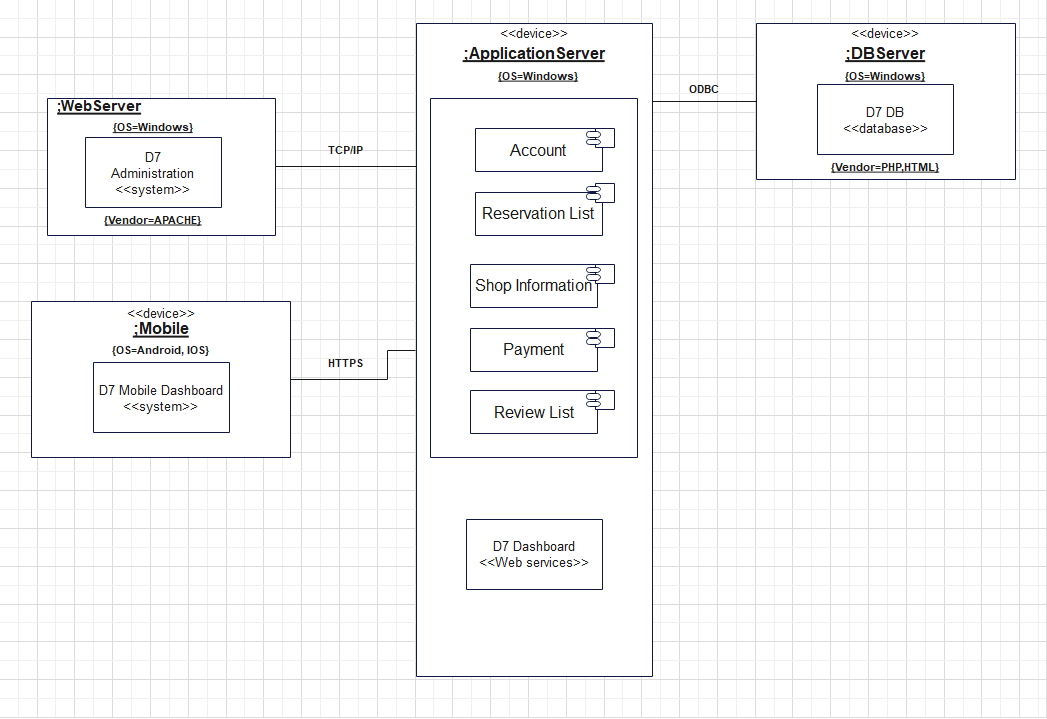 ;WebServer
{OS=Windows}
D7
Administration
<<system>>
{Vendor=APACHE}
TCP/IP
<<device>>
;Mobile
{OS=Android, IOS}
D7 Mobile Dashboard
<<system>>
HTTPS
<<device>>
;ApplicationServer
{OS=Windows}
Account
Reservation List
Shop Information
Payment
Review List
D7 Dashboard
<<Web services>>
ODBC
<<device>>
;DBServer
{OS=Windows}
D7 DB
<<database>>
{Vendor=PHP,HTML}